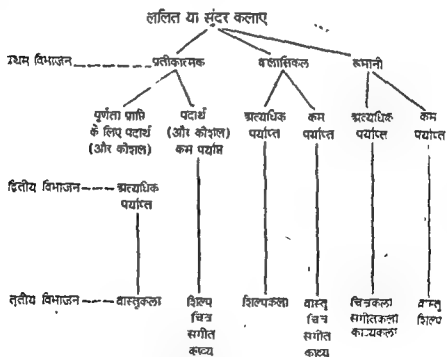 ललित या सुंदर कलाए
प्रथम विभाजन प्रतीकात्मक क्लासिकल रूमानी
पूर्णता प्राप्ति पदार्थ अत्यधिक कम अत्यधिक कम
के लिए पदार्थ (और कौशल) पर्याप्त पर्याप्त पर्याप्त पर्याप्त
(और कौशल) कम पर्याप्त
द्वितीय विभाजन अत्यधिक
पर्याप्त
तृतीय विभाजन वास्तुकला शिल्प शिल्पकला वास्तु चित्रकला वास्तु
चित्र चित्र संगीतकला शिल्प
संगीत संगीत काव्यकला
काव्य काव्य